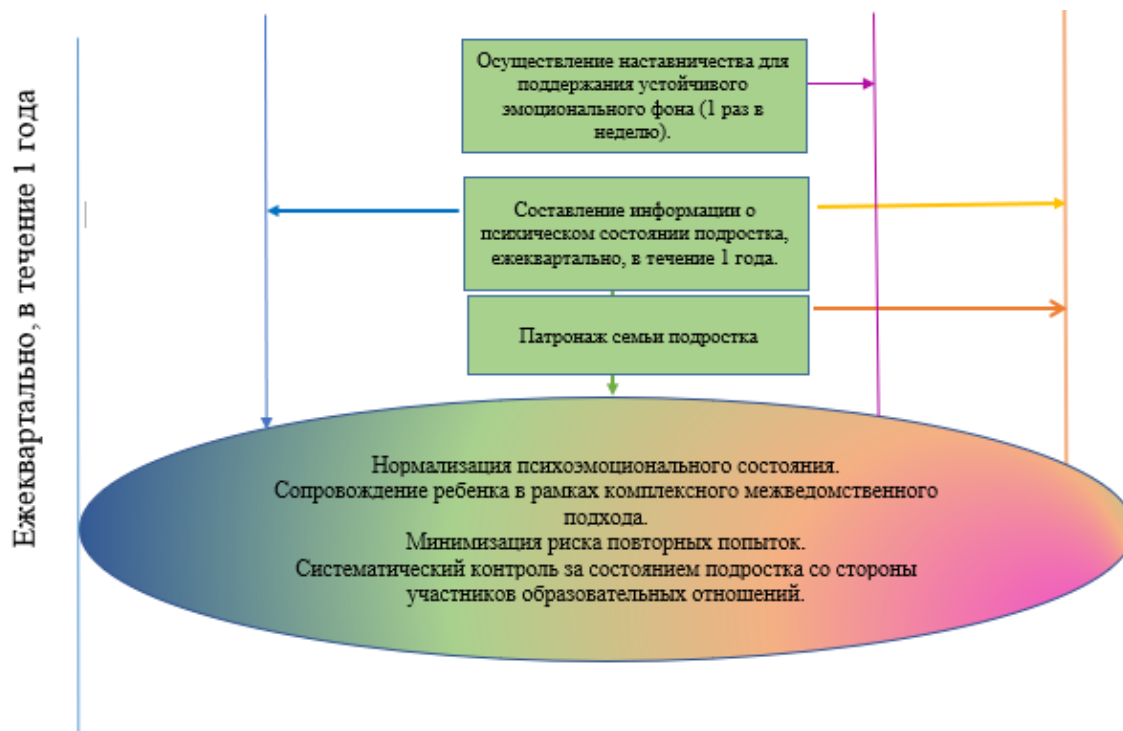 Ежеквартально, в течение 1 года
Осуществление наставничества для
поддержания устойчивого
эмоционального фона (1 раз в
неделю).
Составление информации о
психическом состоянии подростка,
ежеквартально, в течение 1 года.
Патронаж семьи подростка
Нормализация психоэмоционального состояния.
Сопровождение ребенка в рамках комплексного межведомственного
подхода.
Минимизация риска повторных попыток.
Систематический контроль за состоянием подростка со стороны
участников образовательных отношений.